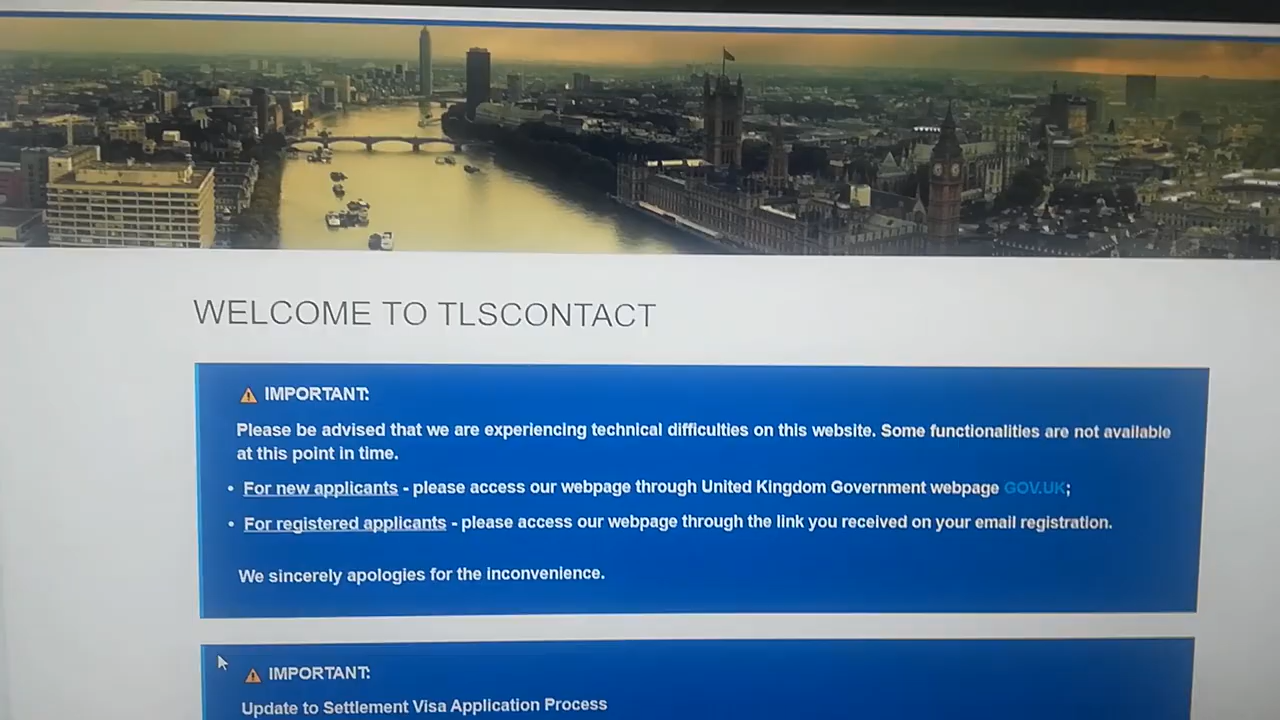 WELCOME TO TLSCONTACT
IMPORTANT:
Please be advised that we are experiencing technical difficulties on this website. Some functionalities are not available
at this point in time.
• For new applicants - please access our webpage through United Kingdom Government webpage GOV.UK;
• For registered applicants - please access our webpage through the link you received on your email registration.
We sincerely apologies for the inconvenience.
IMPORTANT:
Update to Settlement Visa Application Process